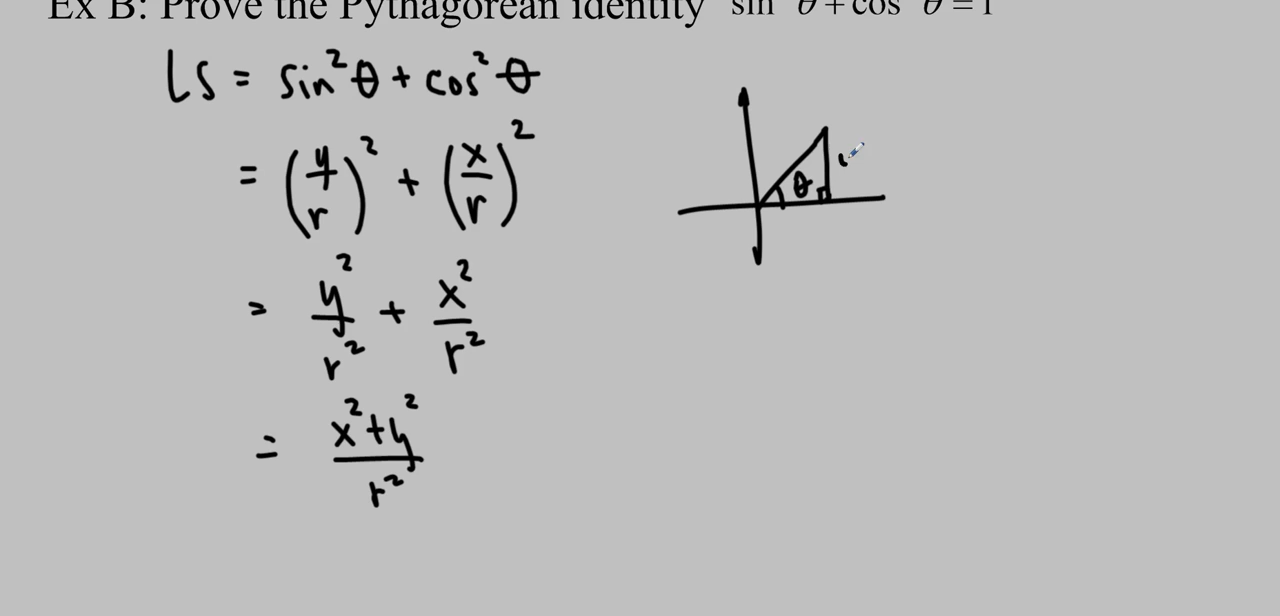 Ex B: Prove the Pythagorean identity sin θ + cos θ = 1
LS = sin²θ + cos²θ
= (y/r)² + (x/r)²
= y²/r² + x²/r²
= (x²+y²)/r²
θ